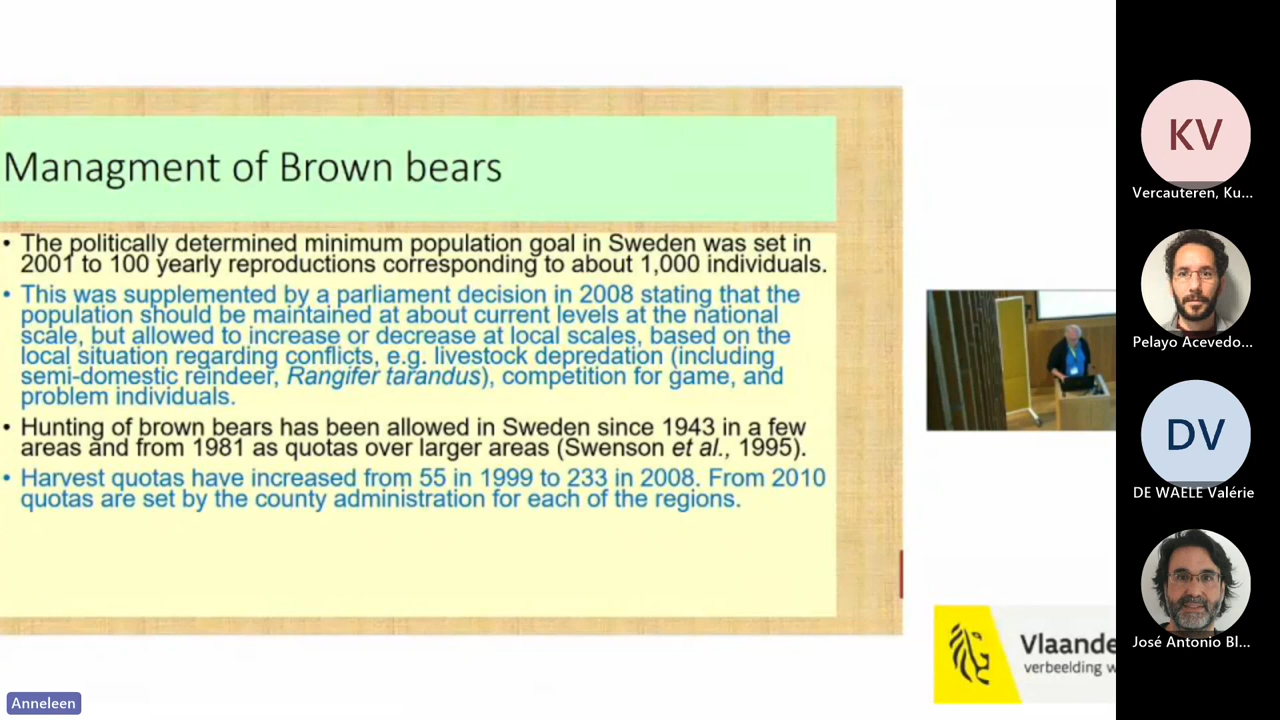 Managment of Brown bears
• The politically determined minimum population goal in Sweden was set in
2001 to 100 yearly reproductions corresponding to about 1,000 individuals.
• This was supplemented by a parliament decision in 2008 stating that the
population should be maintained at about current levels at the national
scale, but allowed to increase or decrease at local scales, based on the
local situation regarding conflicts, e.g. livestock depredation (including
semi-domestic reindeer, Rangifer tarandus), competition for game, and
problem individuals.
• Hunting of brown bears has been allowed in Sweden since 1943 in a few
areas and from 1981 as quotas over larger areas (Swenson et al., 1995).
• Harvest quotas have increased from 55 in 1999 to 233 in 2008. From 2010
quotas are set by the county administration for each of the regions.
Vlaande
verbeelding w
Anneleen
KV
Vercauteren, Ku...
Pelayo Acevedo...
DV
DE WAELE Valérie
José Antonio Bl...